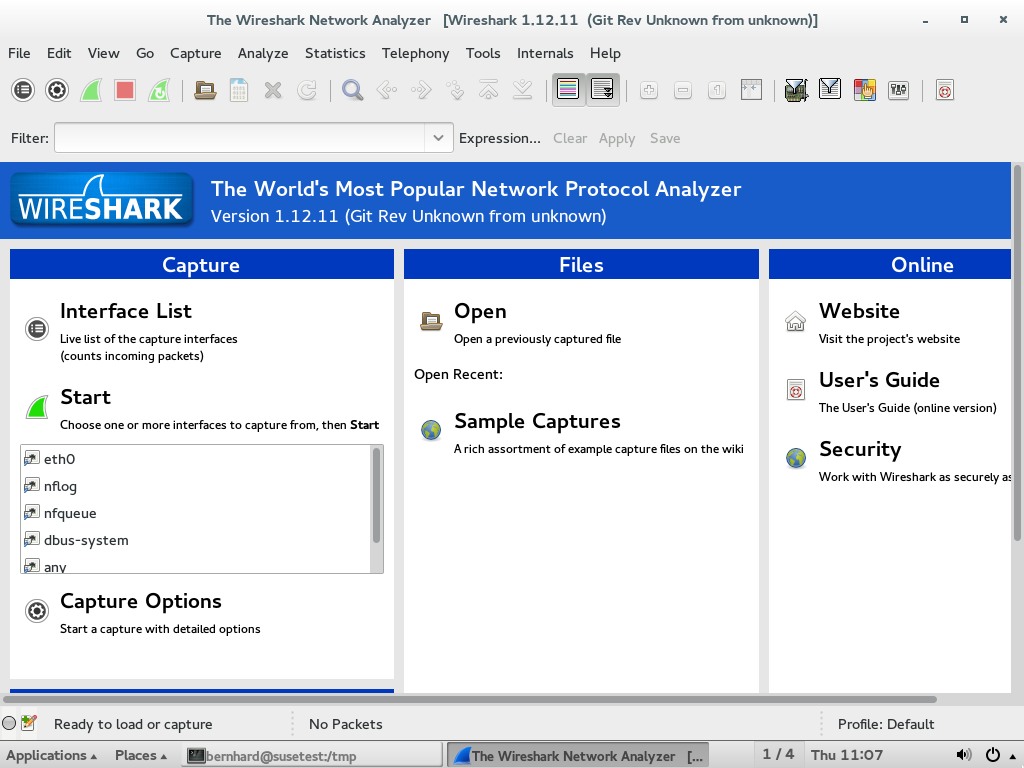 The Wireshark Network Analyzer [Wireshark 1.12.11 (Git Rev Unknown from unknown)]
File Edit View Go Capture Analyze Statistics Telephony Tools Internals Help
Filter: Expression... Clear Apply Save
WIRESHARK
The World's Most Popular Network Protocol Analyzer
Version 1.12.11 (Git Rev Unknown from unknown)
Capture
Interface List
Live list of the capture interfaces
(counts incoming packets)
Start
Choose one or more interfaces to capture from, then Start
eth0
nflog
nfqueue
dbus-system
any
Capture Options
Start a capture with detailed options
Files
Open
Open a previously captured file
Open Recent:
Sample Captures
A rich assortment of example capture files on the wiki
Online
Website
Visit the project's website
User's Guide
The User's Guide (online version)
Security
Work with Wireshark as securely as
Ready to load or capture No Packets Profile: Default
Applications Places bernhard@susetest:/tmp The Wireshark Network Analyzer [... 1 / 4 Thu 11:07